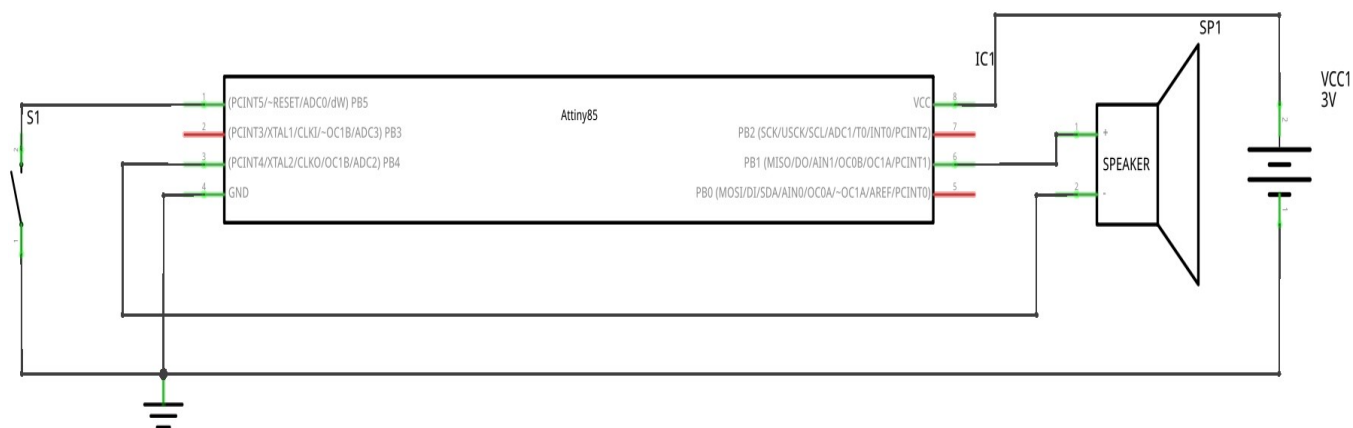 SP1
IC1
VCC1
3V
S1
1 (PCINT5/~RESET/ADC0/dW) PB5
Attiny85
VCC 8
2 (PCINT3/XTAL1/CLKI/~OC1B/ADC3) PB3
PB2 (SCK/USCK/SCL/ADC1/T0/INT0/PCINT2) 7
3 (PCINT4/XTAL2/CLKO/OC1B/ADC2) PB4
PB1 (MISO/DO/AIN1/OC0B/OC1A/PCINT1) 6
4 GND
PB0 (MOSI/DI/SDA/AIN0/OC0A/~OC1A/AREF/PCINT0) 5
1 +
SPEAKER
2 -
2
1
2
1